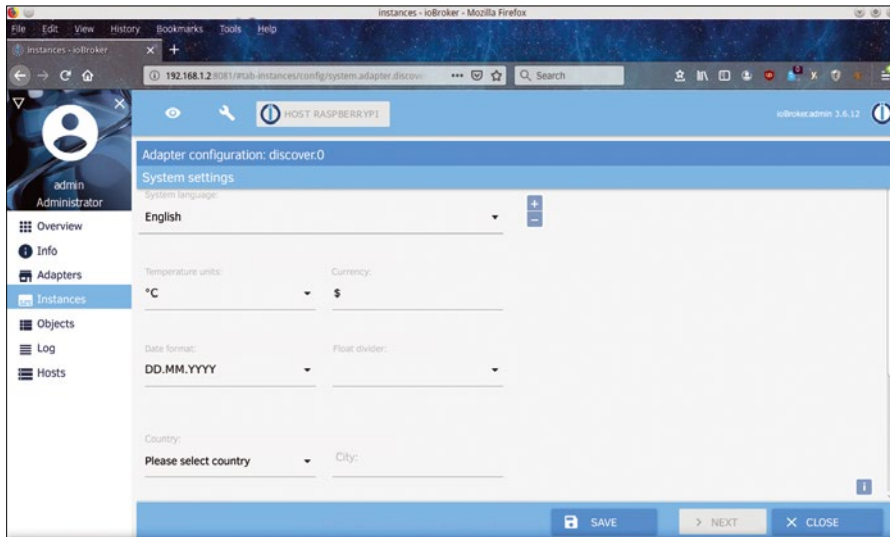 instances - ioBroker - Mozilla Firefox
File Edit View History Bookmarks Tools Help
instances - ioBroker
192.168.1.2:8081/#tab-instances/config/system.adapter.discove
Search
HOST RASPBERRYPI
ioBroker.admin 3.6.12
admin
Administrator
Overview
Info
Adapters
Instances
Objects
Log
Hosts
Adapter configuration: discover.0
System settings
System language:
English
+
−
Temperature units:
Currency:
°C
$
Date format:
Float divider:
DD.MM.YYYY
Country:
City:
Please select country
SAVE
> NEXT
CLOSE